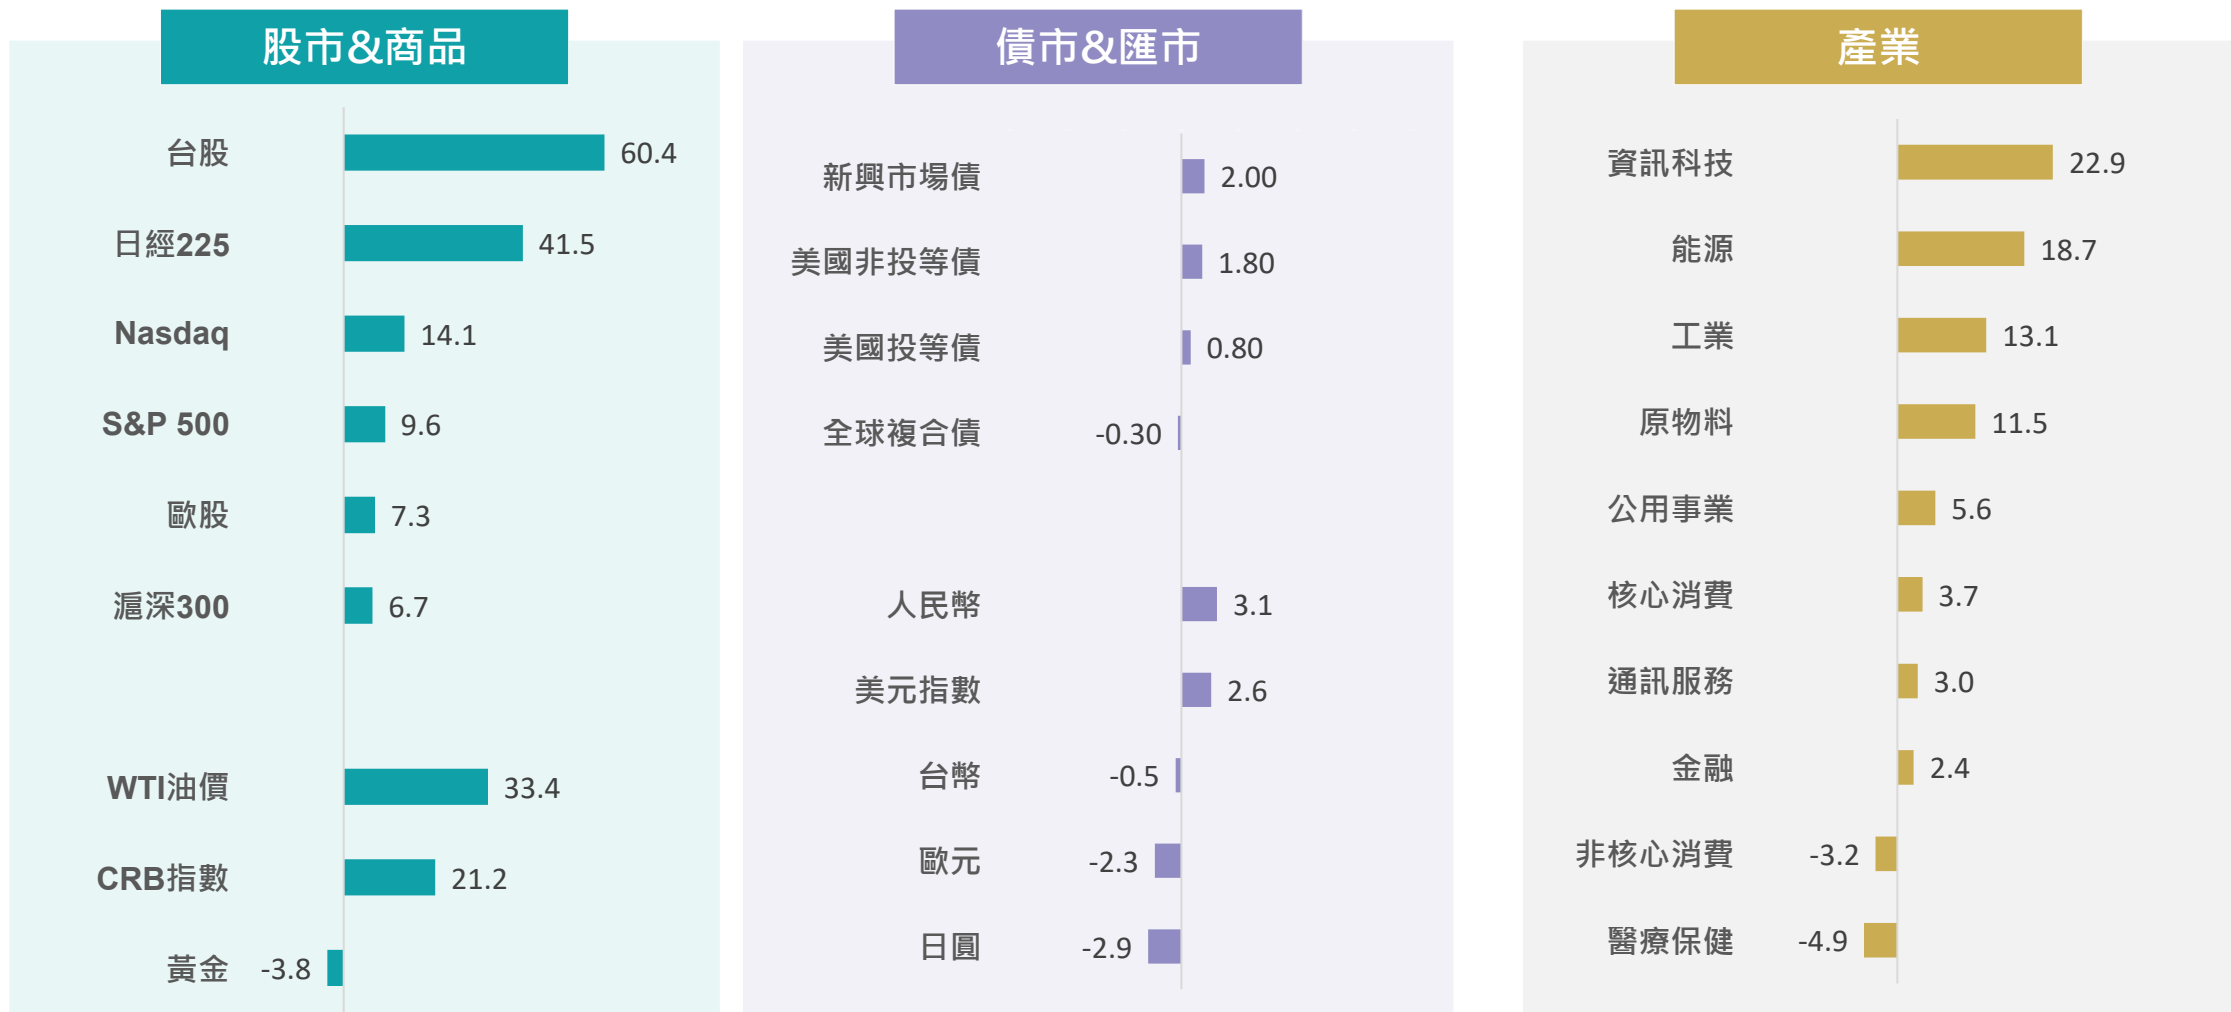 股市&商品
台股 60.4
日經225 41.5
Nasdaq 14.1
S&P 500 9.6
歐股 7.3
滬深300 6.7
WTI油價 33.4
CRB指數 21.2
黃金 -3.8
債市&匯市
新興市場債 2.00
美國非投等債 1.80
美國投等債 0.80
全球複合債 -0.30
人民幣 3.1
美元指數 2.6
台幣 -0.5
歐元 -2.3
日圓 -2.9
產業
資訊科技 22.9
能源 18.7
工業 13.1
原物料 11.5
公用事業 5.6
核心消費 3.7
通訊服務 3.0
金融 2.4
非核心消費 -3.2
醫療保健 -4.9